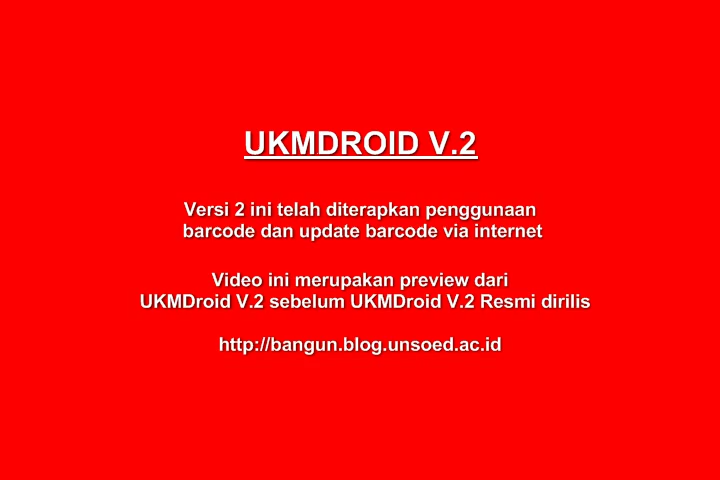 UKMDROID V.2
Versi 2 ini telah diterapkan penggunaan
barcode dan update barcode via internet
Video ini merupakan preview dari
UKMDroid V.2 sebelum UKMDroid V.2 Resmi dirilis
http://bangun.blog.unsoed.ac.id